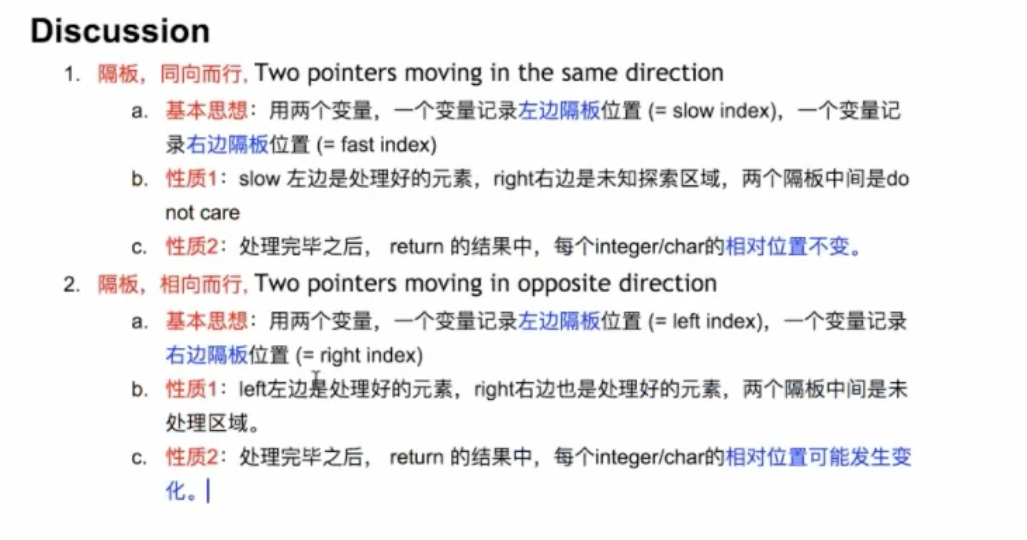 Discussion
1. 隔板，同向而行, Two pointers moving in the same direction
a. 基本思想：用两个变量，一个变量记录左边隔板位置 (= slow index)，一个变量记
录右边隔板位置 (= fast index)
b. 性质1：slow 左边是处理好的元素，right右边是未知探索区域，两个隔板中间是do
not care
c. 性质2：处理完毕之后， return 的结果中，每个integer/char的相对位置不变。
2. 隔板，相向而行, Two pointers moving in opposite direction
a. 基本思想：用两个变量，一个变量记录左边隔板位置 (= left index)，一个变量记录
右边隔板位置 (= right index)
b. 性质1：left左边是处理好的元素，right右边也是处理好的元素，两个隔板中间是未
处理区域。
c. 性质2：处理完毕之后， return 的结果中，每个integer/char的相对位置可能发生变
化。